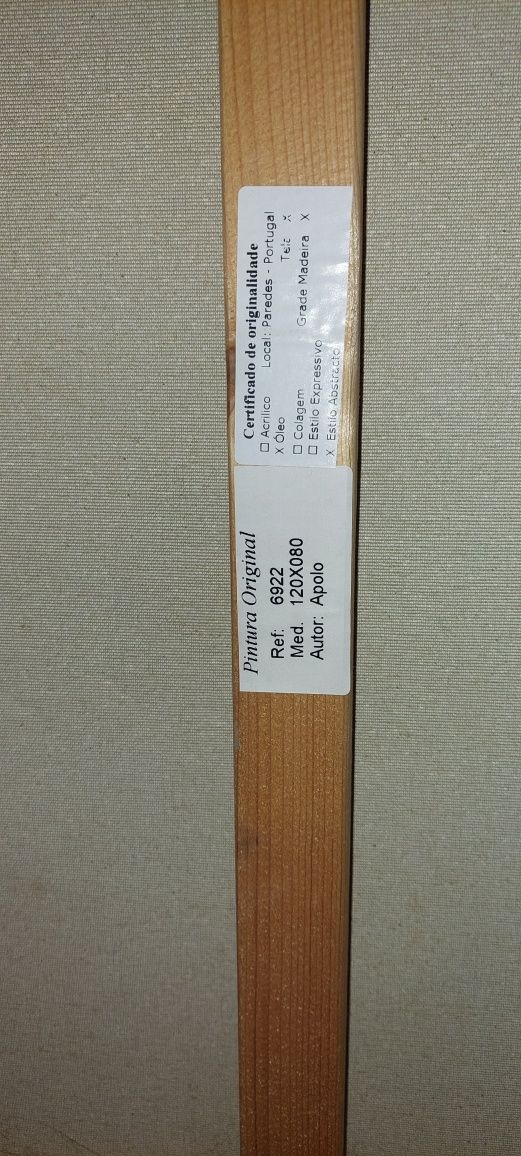 Certificado de originalidade
☐ Acrílico Local: Paredes - Portugal
X Óleo Tela X
☐ Colagem Grade Madeira X
☐ Estilo Expressivo
X Estilo Abstracto
Pintura Original
Ref: 6922
Med. 120X080
Autor: Apolo